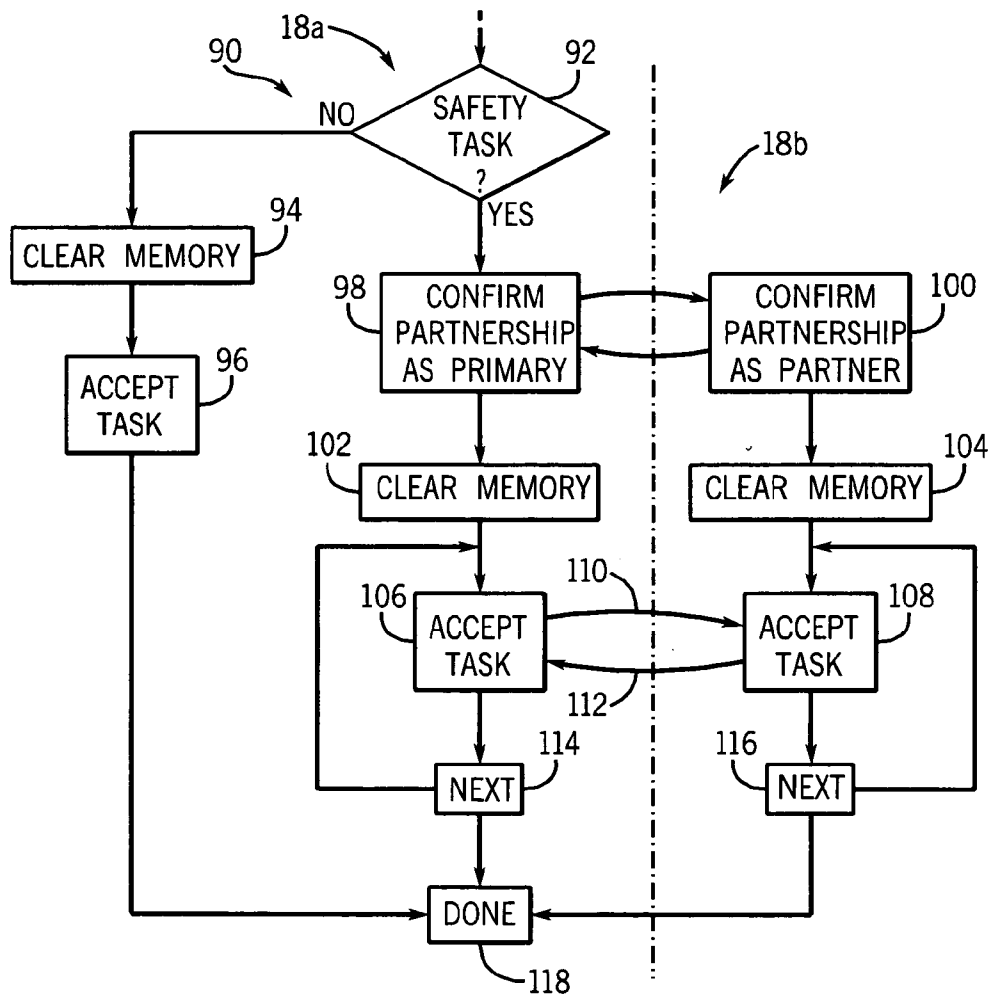 18a
90
92
SAFETY
TASK
?
NO
YES
18b
94
CLEAR MEMORY
98
CONFIRM
PARTNERSHIP
AS PRIMARY
CONFIRM
PARTNERSHIP
AS PARTNER
100
96
ACCEPT
TASK
102
CLEAR MEMORY
104
CLEAR MEMORY
106
ACCEPT
TASK
110
112
108
ACCEPT
TASK
114
NEXT
116
NEXT
DONE
118